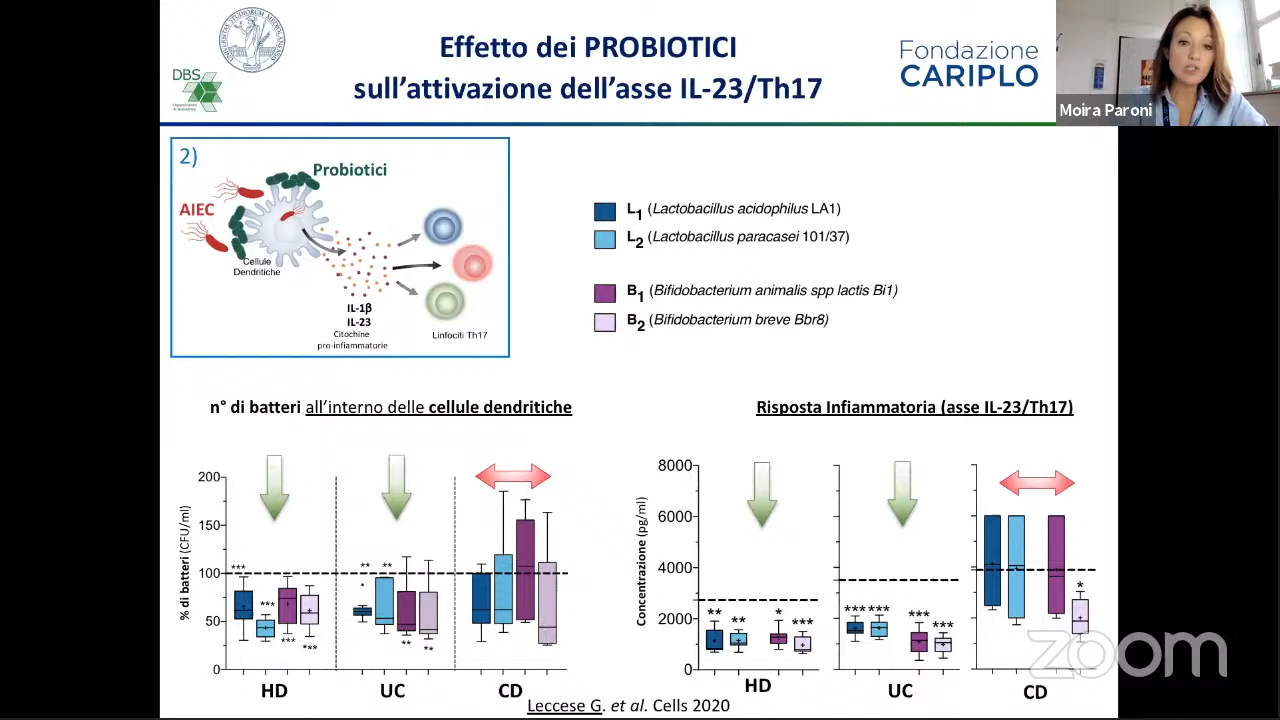 Effetto dei PROBIOTICI
sull'attivazione dell'asse IL-23/Th17
DBS
Fondazione
CARIPLO
Moira Paroni
2)
Probiotici
AIEC
Cellule
Dendritiche
IL-1β
IL-23
Citochine
pro-infiammatorie
Linfociti Th17
L1 (Lactobacillus acidophilus LA1)
L2 (Lactobacillus paracasei 101/37)
B1 (Bifidobacterium animalis spp lactis Bi1)
B2 (Bifidobacterium breve Bbr8)
n° di batteri all'interno delle cellule dendritiche
Risposta Infiammatoria (asse IL-23/Th17)
% di batteri (CFU/ml)
200
150
100
50
0
***
***
***
***
** **
*
**
**
HD
UC
CD
Concentrazione (pg/ml)
8000
6000
4000
2000
0
** ** * ***
*** *** *** ***
*
HD
UC
CD
zoom
Leccese G. et al. Cells 2020